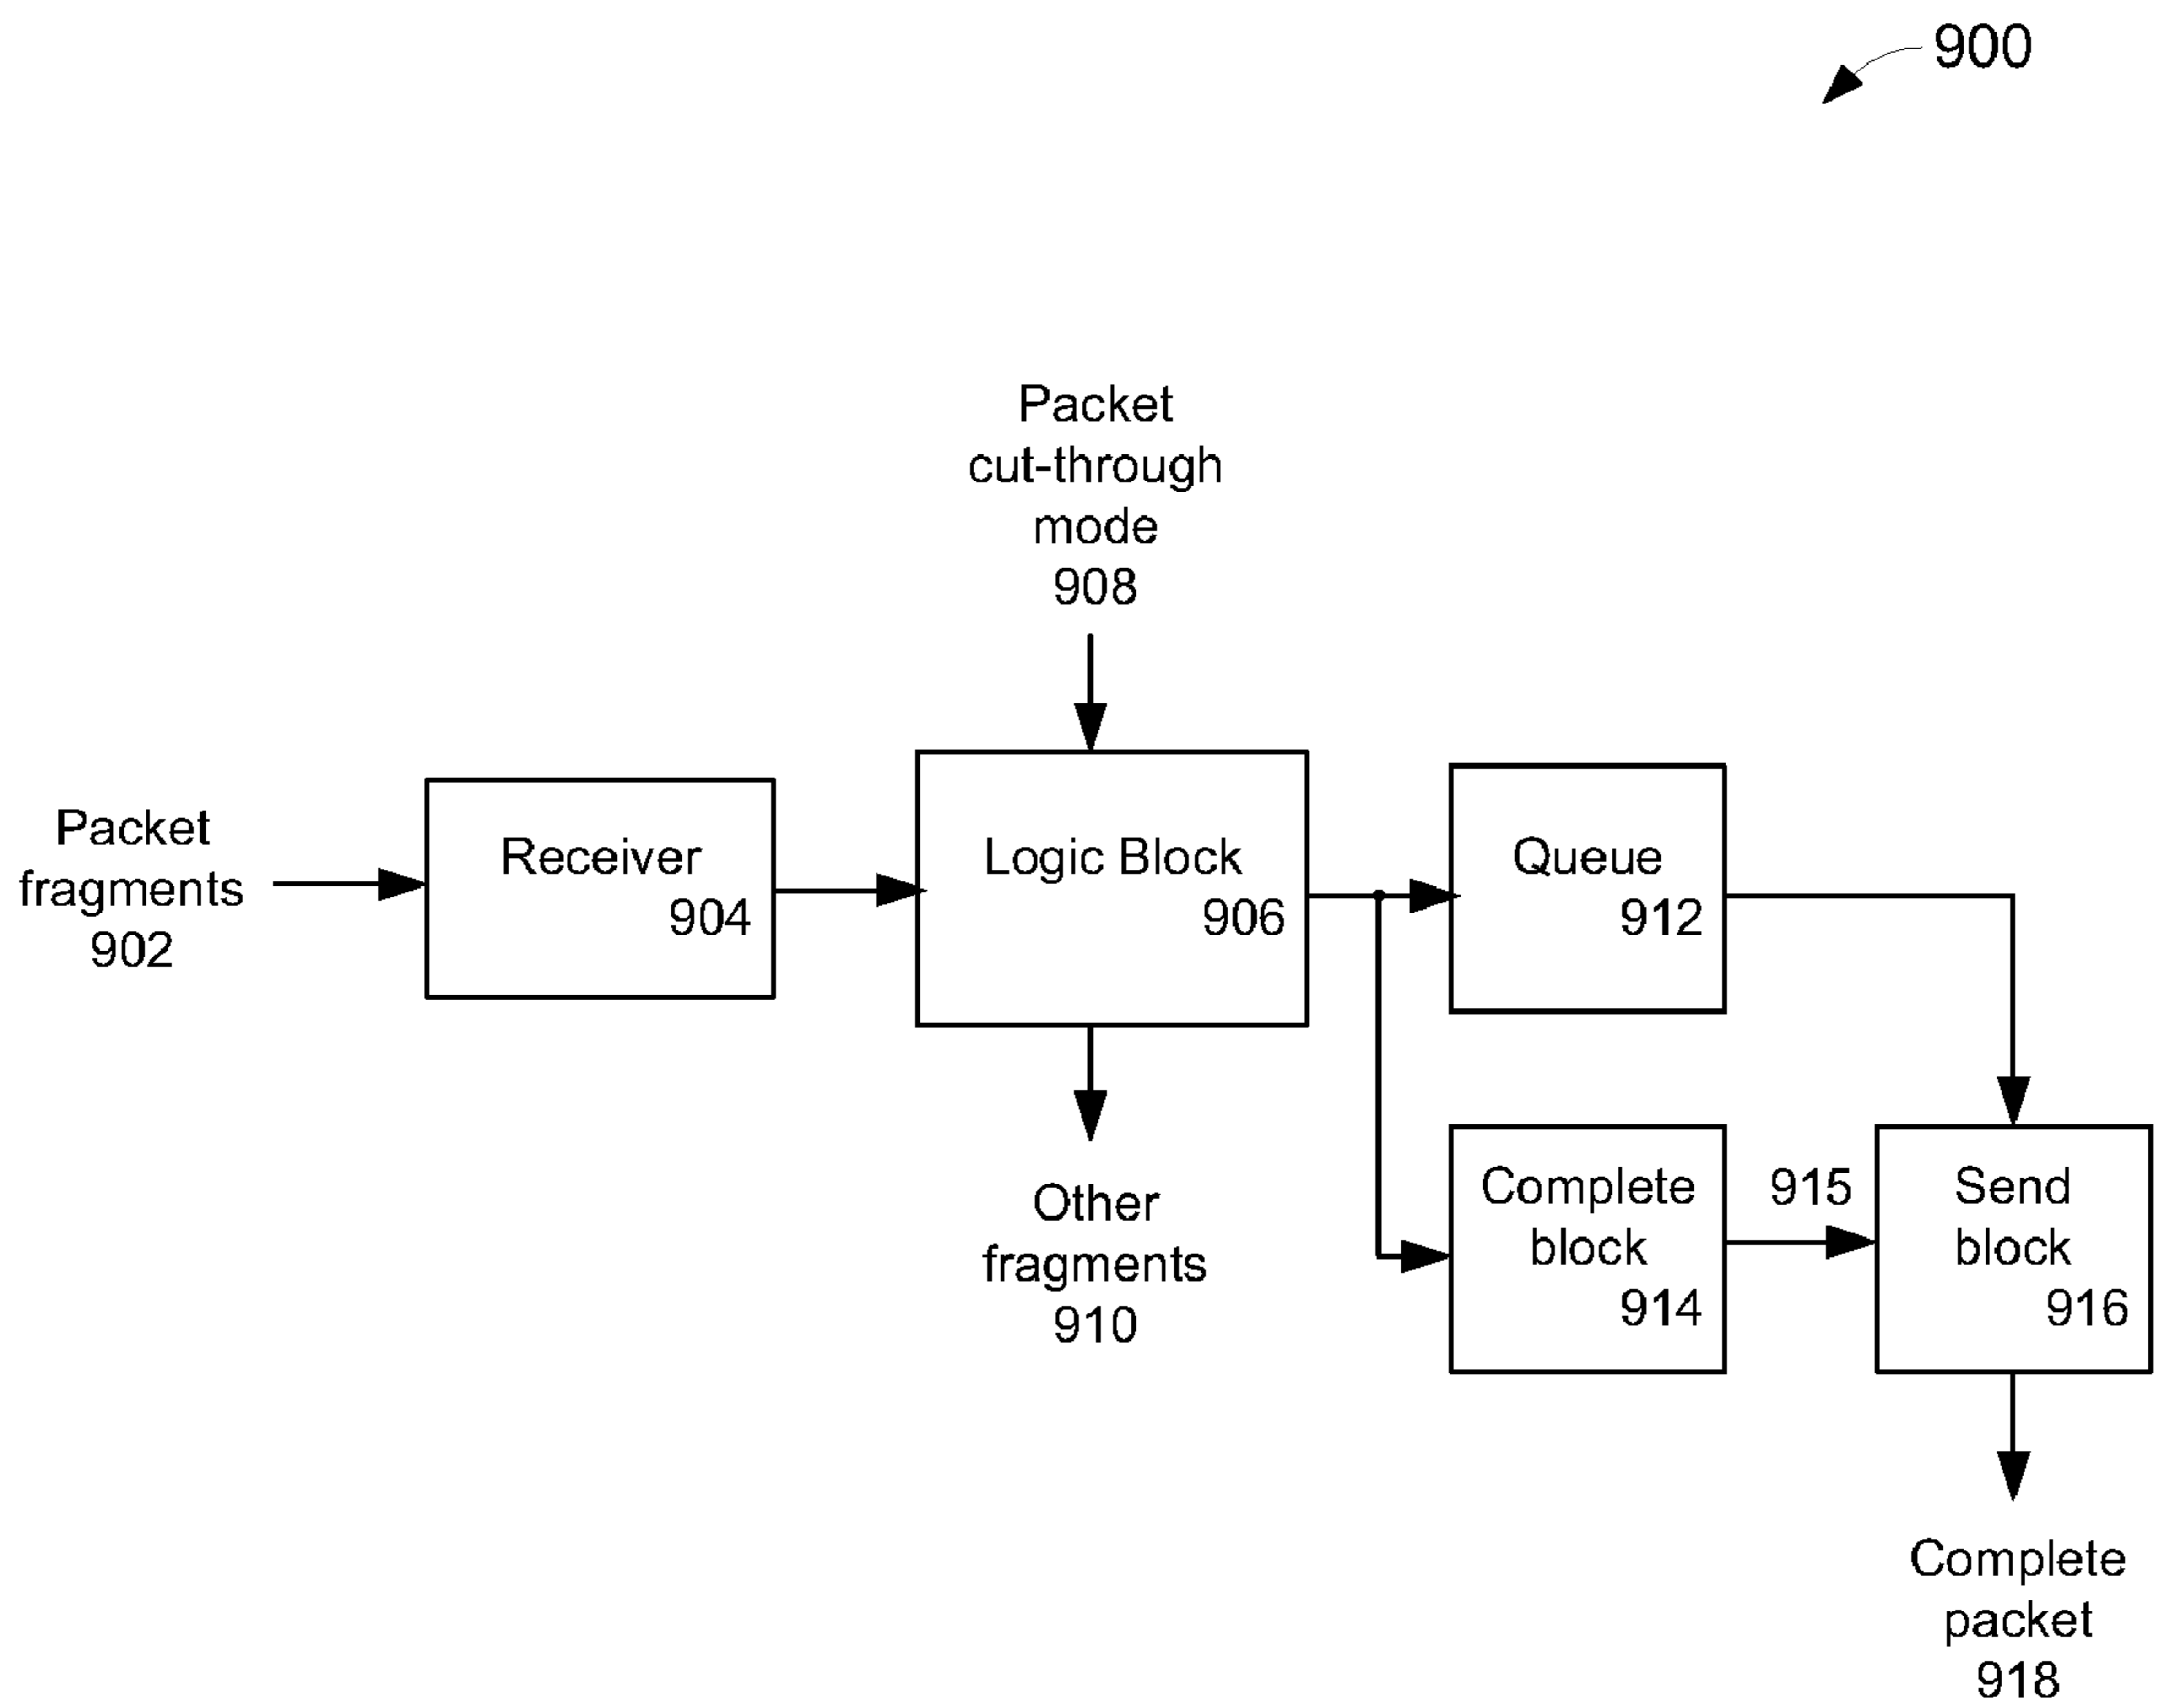 900
Packet
cut-through
mode
908
Packet
fragments
902
Receiver
904
Logic Block
906
Queue
912
Other
fragments
910
Complete
block
914
915
Send
block
916
Complete
packet
918